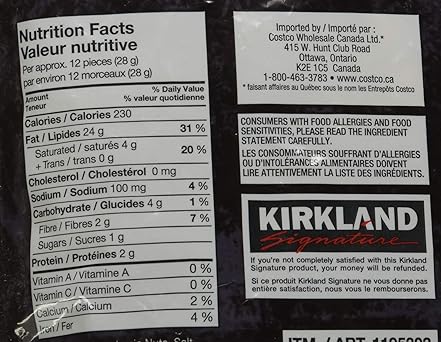 Nutrition Facts
Valeur nutritive
Per approx. 12 pieces (28 g)
par environ 12 morceaux (28 g)
Amount % Daily Value
Teneur % valeur quotidienne
Calories / Calories 230
Fat / Lipides 24 g 31 %
Saturated / saturés 4 g 20 %
+ Trans / trans 0 g
Cholesterol / Cholestérol 0 mg
Sodium / Sodium 100 mg 4 %
Carbohydrate / Glucides 4 g 1 %
Fibre / Fibres 2 g 7 %
Sugars / Sucres 1 g
Protein / Protéines 2 g
Vitamin A / Vitamine A 0 %
Vitamin C / Vitamine C 0 %
Calcium / Calcium 2 %
Iron / Fer 4 %
Imported by / Importé par :
Costco Wholesale Canada Ltd.*
415 W. Hunt Club Road
Ottawa, Ontario
K2E 1C5 Canada
1-800-463-3783 • www.costco.ca
* faisant affaires au Québec sous le nom les Entrepôts Costco
CONSUMERS WITH FOOD ALLERGIES AND FOOD
SENSITIVITIES, PLEASE READ THE INGREDIENT
STATEMENT CAREFULLY.
LES CONSOMMATEURS SOUFFRANT D'ALLERGIES
OU D'INTOLÉRANCES ALIMENTAIRES DOIVENT
LIRE ATTENTIVEMENT LA LISTE DES INGRÉDIENTS.
KIRKLAND
Signature
If you're not completely satisfied with this Kirkland
Signature product, your money will be refunded.
Si ce produit Kirkland Signature ne vous donne pas
entière satisfaction, nous vous le rembourserons.
Nuts, Salt
ITM. / ART.